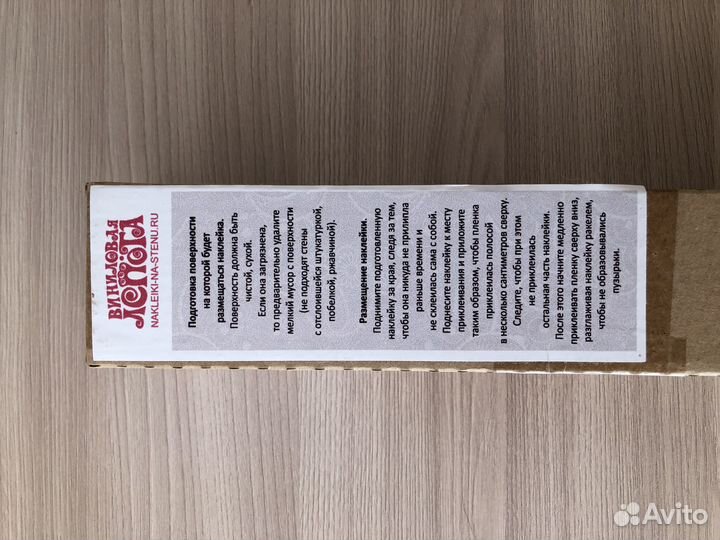 ВИНИЛОВАЯ
ЛЕПОТА
NAKLEIKI-NA-STENU.RU
Подготовка поверхности
на которой будет
размещаться наклейка.
Поверхность должна быть
чистой, сухой.
Если она загрязнена,
то предварительно удалите
мелкий мусор с поверхности
(не подходят стены
с отслоившейся штукатуркой,
побелкой, ржавчиной).
Размещение наклейки.
Поднимите подготовленную
наклейку за края, следя за тем,
чтобы она никуда не прилипла
раньше времени и
не склеилась сама с собой.
Поднесите наклейку к месту
приклеивания и приложите
таким образом, чтобы пленка
приклеилась полосой
в несколько сантиметров сверху.
Следите, чтобы при этом
не приклеилась
остальная часть наклейки.
После этого начните медленно
приклеивать пленку сверху вниз,
разглаживая наклейку ракелем,
чтобы не образовывались
пузырьки.
Avito